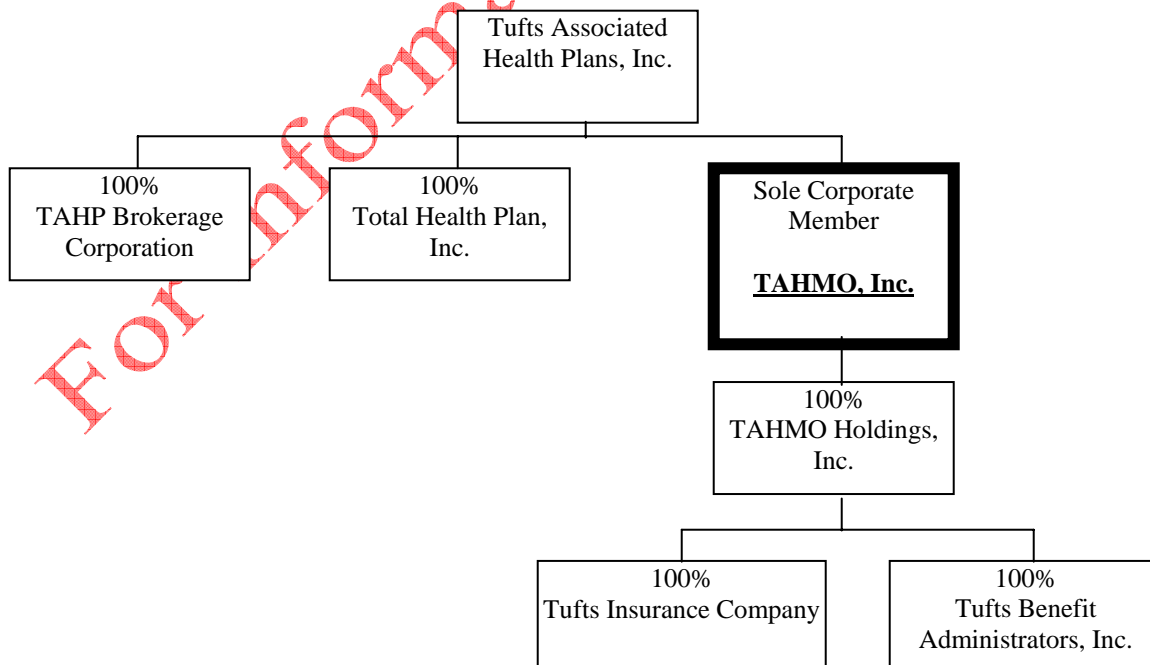 Tufts Associated
Health Plans, Inc.
100%
TAHP Brokerage
Corporation
100%
Total Health Plan,
Inc.
Sole Corporate
Member
TAHMO, Inc.
100%
TAHMO Holdings,
Inc.
100%
Tufts Insurance Company
100%
Tufts Benefit
Administrators, Inc.
For